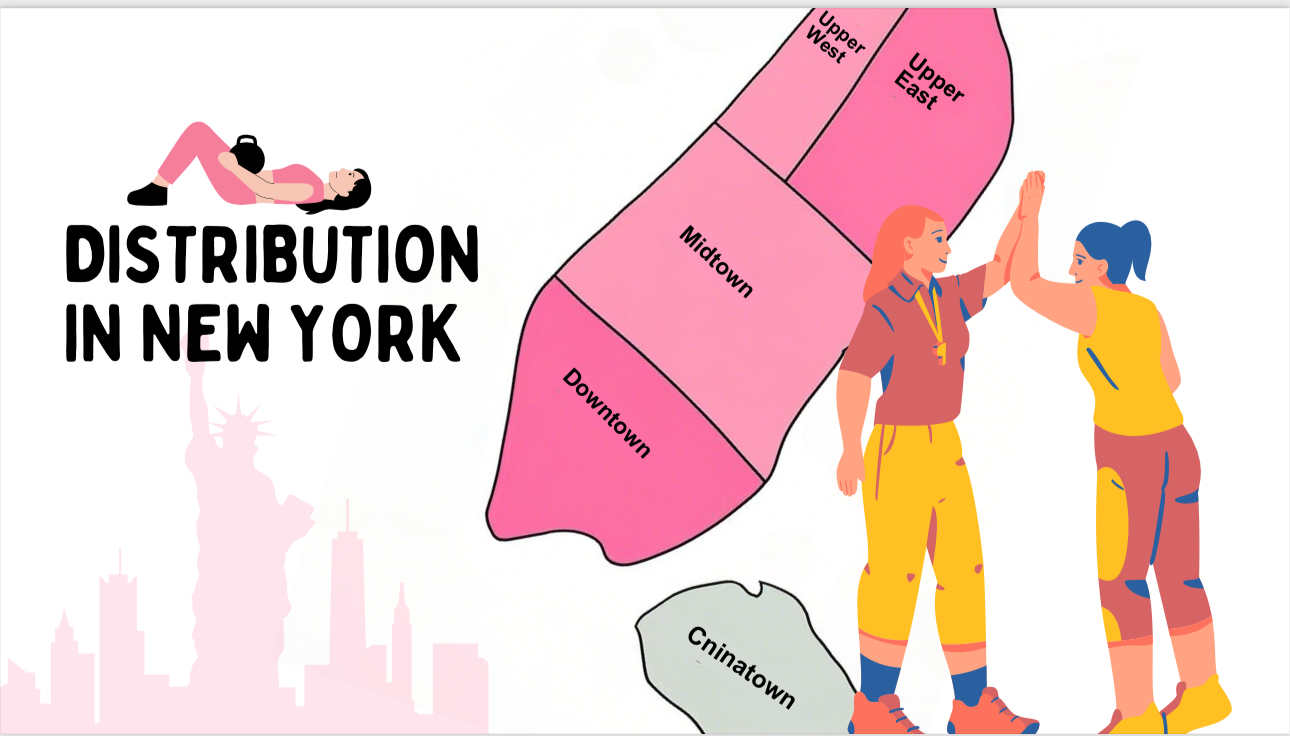 DISTRIBUTION
IN NEW YORK
Upper
West
Upper
East
Midtown
Downtown
Cninatown